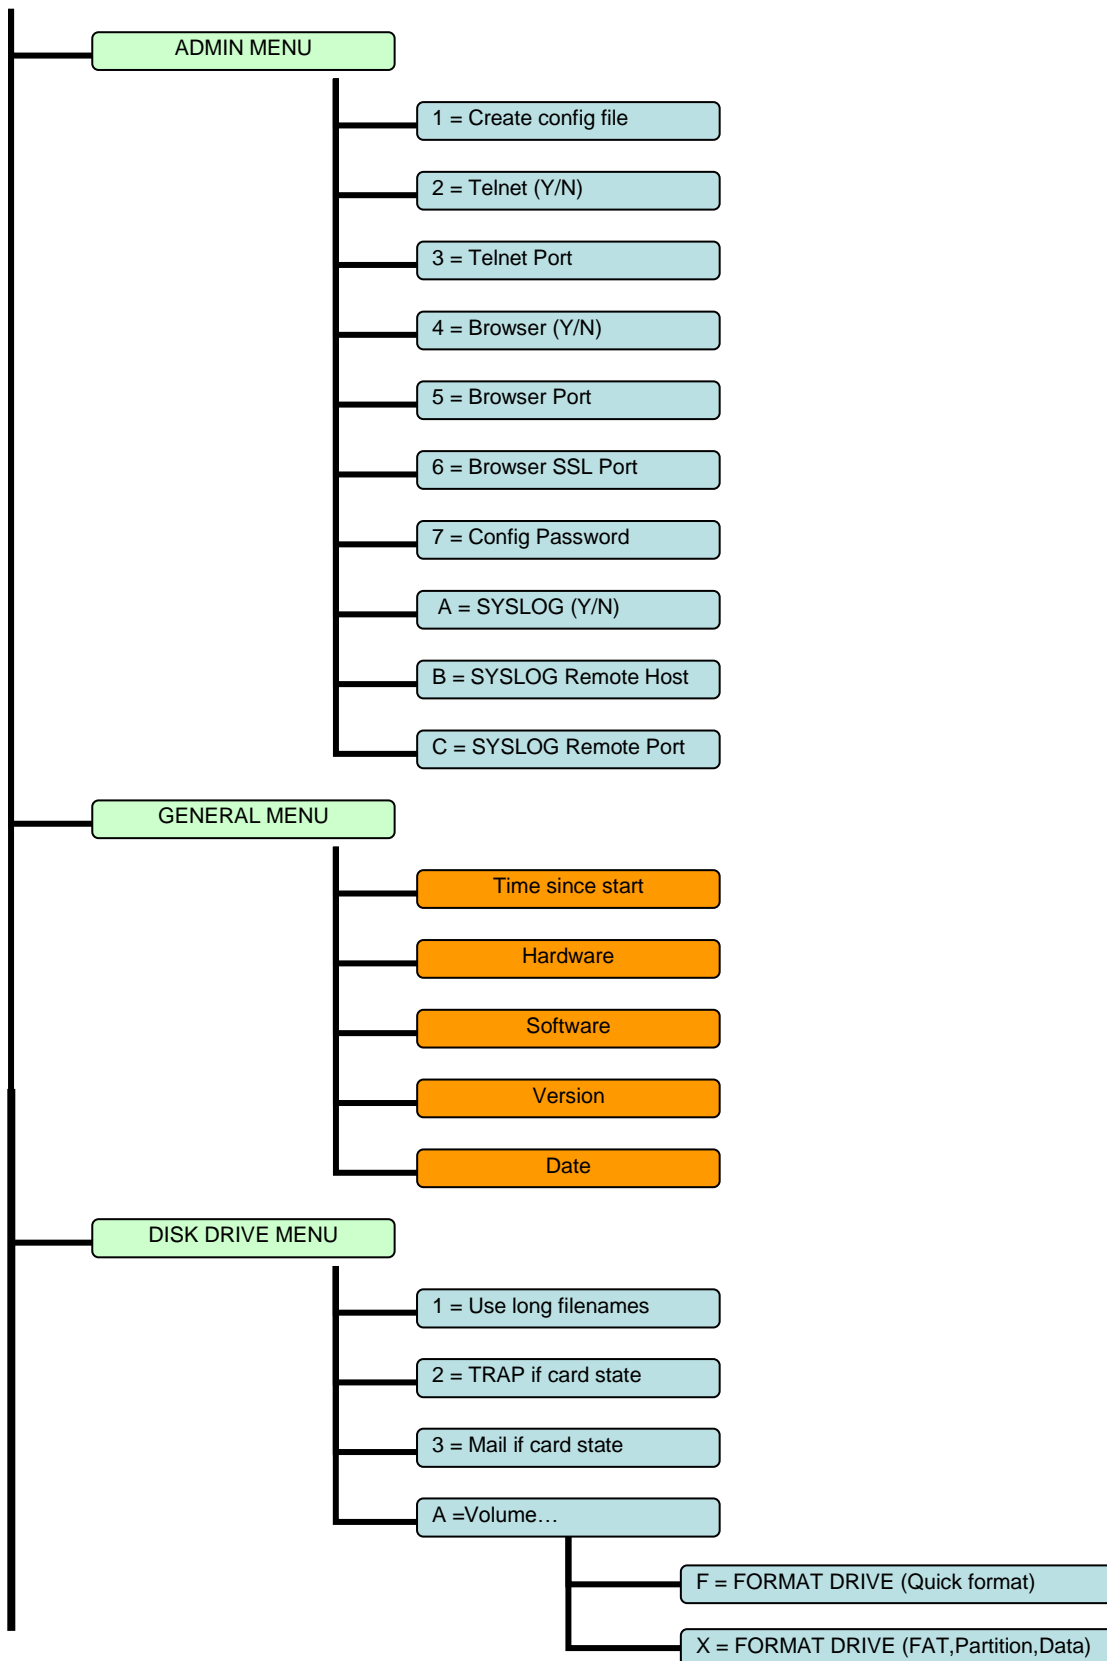 ADMIN MENU
1 = Create config file
2 = Telnet (Y/N)
3 = Telnet Port
4 = Browser (Y/N)
5 = Browser Port
6 = Browser SSL Port
7 = Config Password
A = SYSLOG (Y/N)
B = SYSLOG Remote Host
C = SYSLOG Remote Port
GENERAL MENU
Time since start
Hardware
Software
Version
Date
DISK DRIVE MENU
1 = Use long filenames
2 = TRAP if card state
3 = Mail if card state
A =Volume…
F = FORMAT DRIVE (Quick format)
X = FORMAT DRIVE (FAT,Partition,Data)